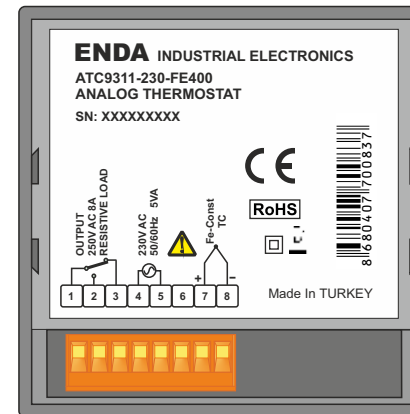 ENDA INDUSTRIAL ELECTRONICS
ATC9311-230-FE400
ANALOG THERMOSTAT
SN: XXXXXXXXX
CE
RoHS
8680407700837
OUTPUT
250V AC 8A
RESISTIVE LOAD
230V AC
50/60Hz 5VA
Fe-Const
TC
+ −
1 2 3 4 5 6 7 8
Made In TURKEY